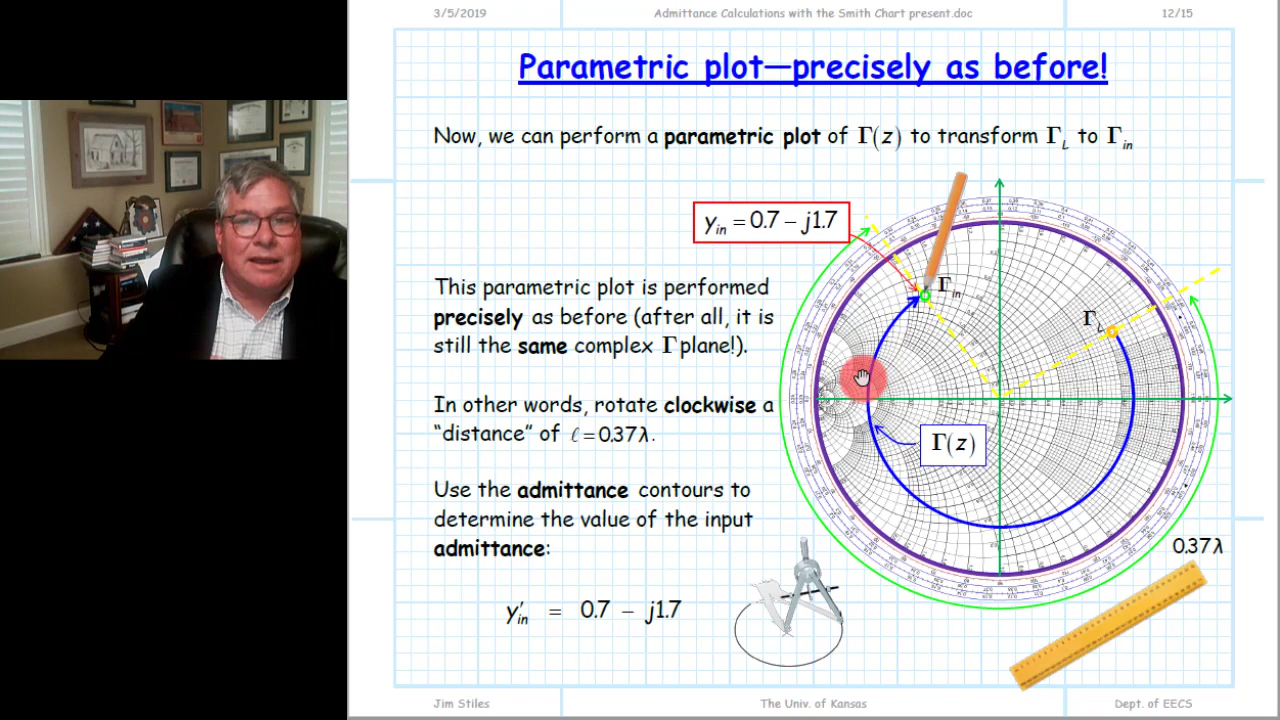 3/5/2019
Admittance Calculations with the Smith Chart present.doc
12/15
Parametric plot—precisely as before!
Now, we can perform a parametric plot of Γ(z) to transform Γ_L to Γ_in
y_in = 0.7 − j1.7
Γ_in
Γ_L
This parametric plot is performed
precisely as before (after all, it is
still the same complex Γ plane!).
In other words, rotate clockwise a
“distance” of ℓ = 0.37λ.
Γ(z)
Use the admittance contours to
determine the value of the input
admittance:
0.37λ
y′_in = 0.7 − j1.7
Jim Stiles
The Univ. of Kansas
Dept. of EECS